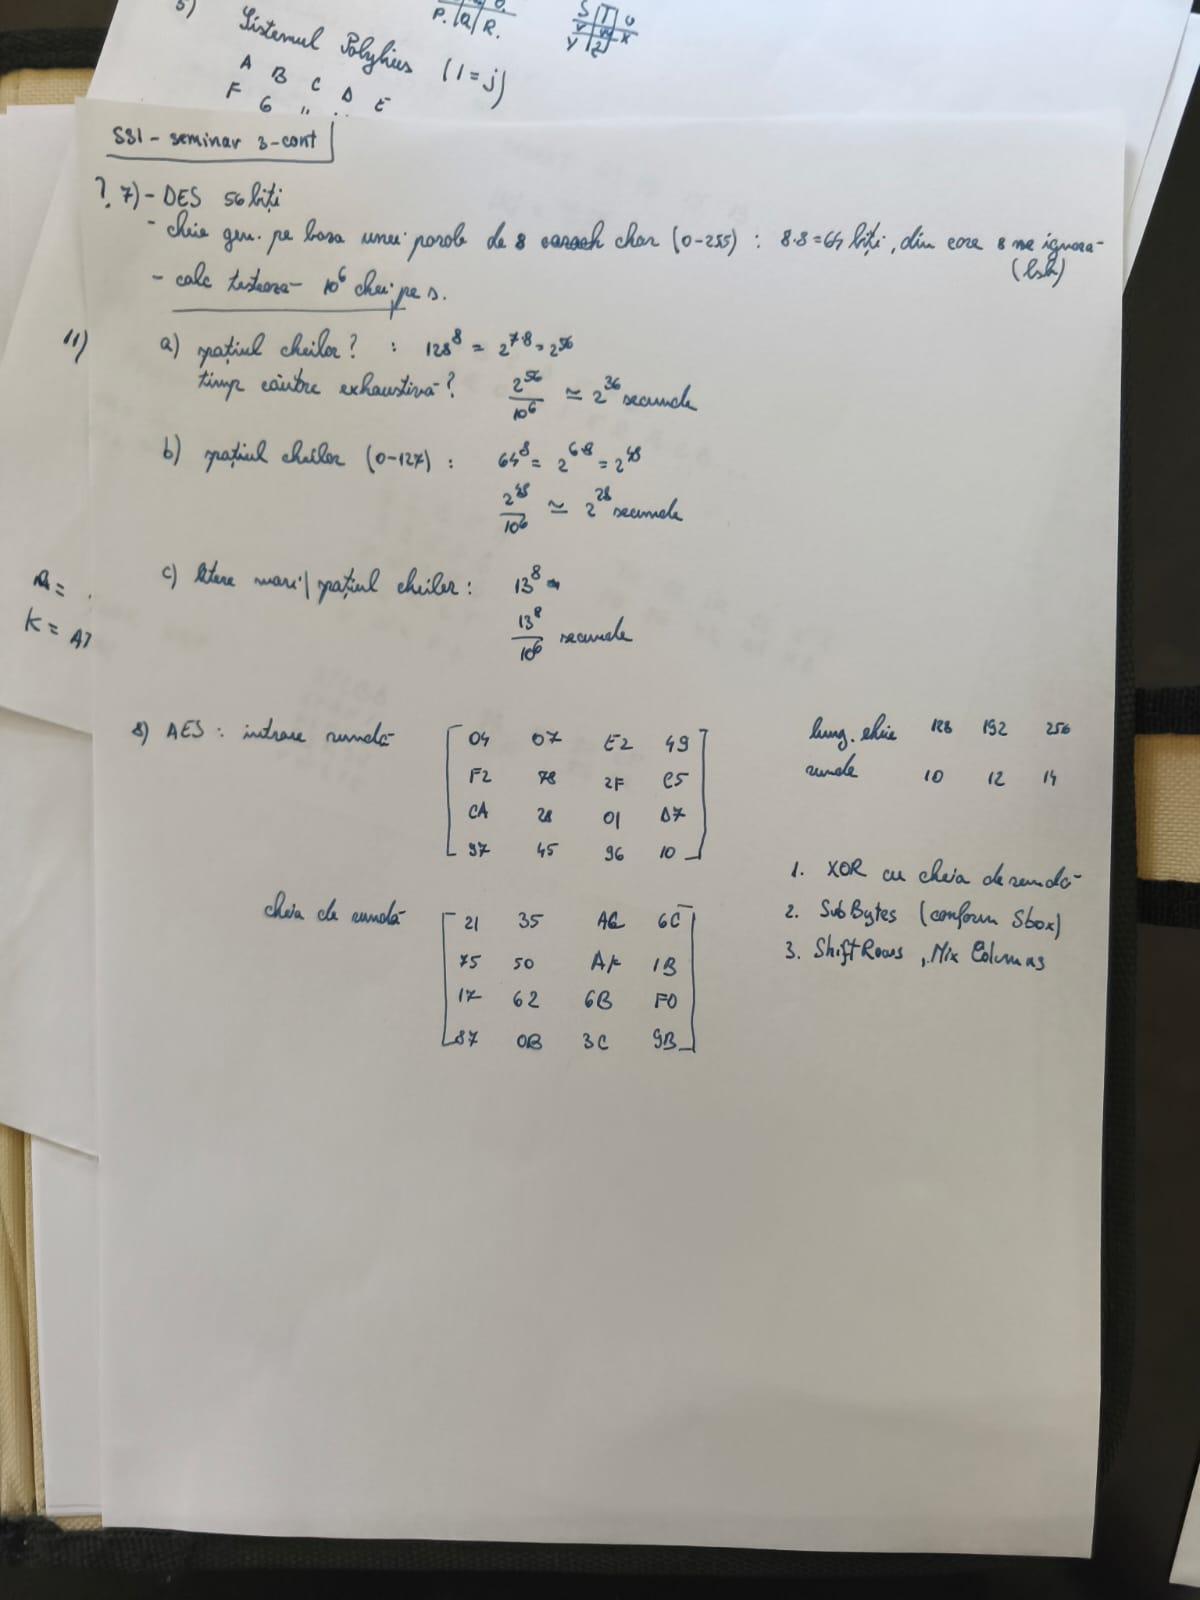 5)
P. Q R.
S T U
V W X
Y Z
Sistemul Polybius (I=j)
A B C D E
F G
SSI - seminar 3-cont
? 7) - DES 56 biți
- cheie gen. pe baza unei parole de 8 char (0-255) : 8·8=64 biți, din care 8 se ignoră
(lsb)
- calc testează 10⁶ chei pe s.
11)
a) spațiul cheilor? : 128⁸ = 2⁷·⁸ = 2⁵⁶
timp căutare exhaustivă? 2⁵⁶/10⁶ ≃ 2³⁶ secunde
b) spațiul cheilor (0-127) : 64⁸ = 2⁶·⁸ = 2⁴⁸
2⁴⁸/10⁶ ≃ 2²⁸ secunde
c) litere mari | spațiul cheilor : 13⁸
13⁸/10⁶ secunde
K = A7
8) AES : intrare rundă
04 07 E2 49
F2 78 2F C5
CA 28 01 D7
97 45 96 10
lung. cheie 128 192 256
runde 10 12 14
1. XOR cu cheia de rundă
2. SubBytes (conform Sbox)
3. ShiftRows, Mix Columns
cheia de rundă
21 35 AC 6C
75 50 AF 1B
17 62 6B F0
87 0B 3C 9B